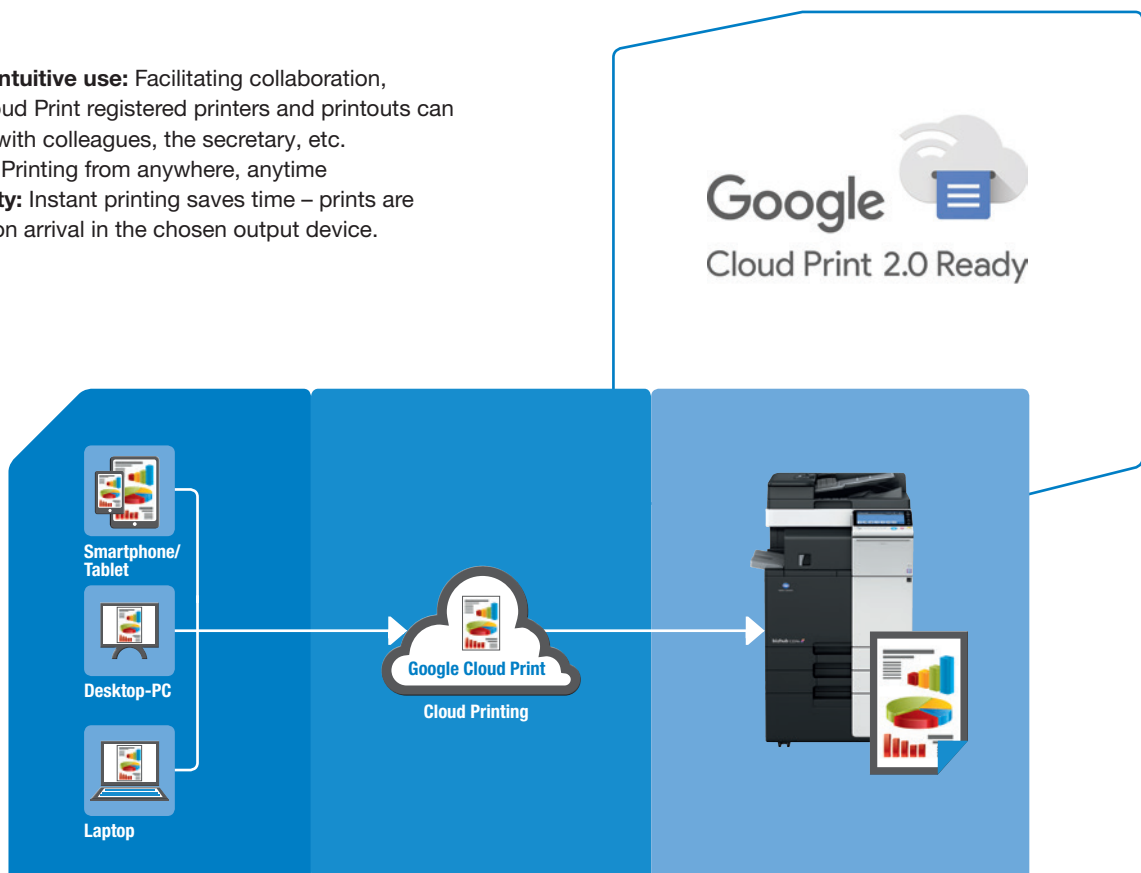 ntuitive use: Facilitating collaboration,
oud Print registered printers and printouts can
with colleagues, the secretary, etc.
Printing from anywhere, anytime
ty: Instant printing saves time – prints are
on arrival in the chosen output device.
Google
Cloud Print 2.0 Ready
Smartphone/
Tablet
Desktop-PC
Laptop
Google Cloud Print
Cloud Printing
bizhub